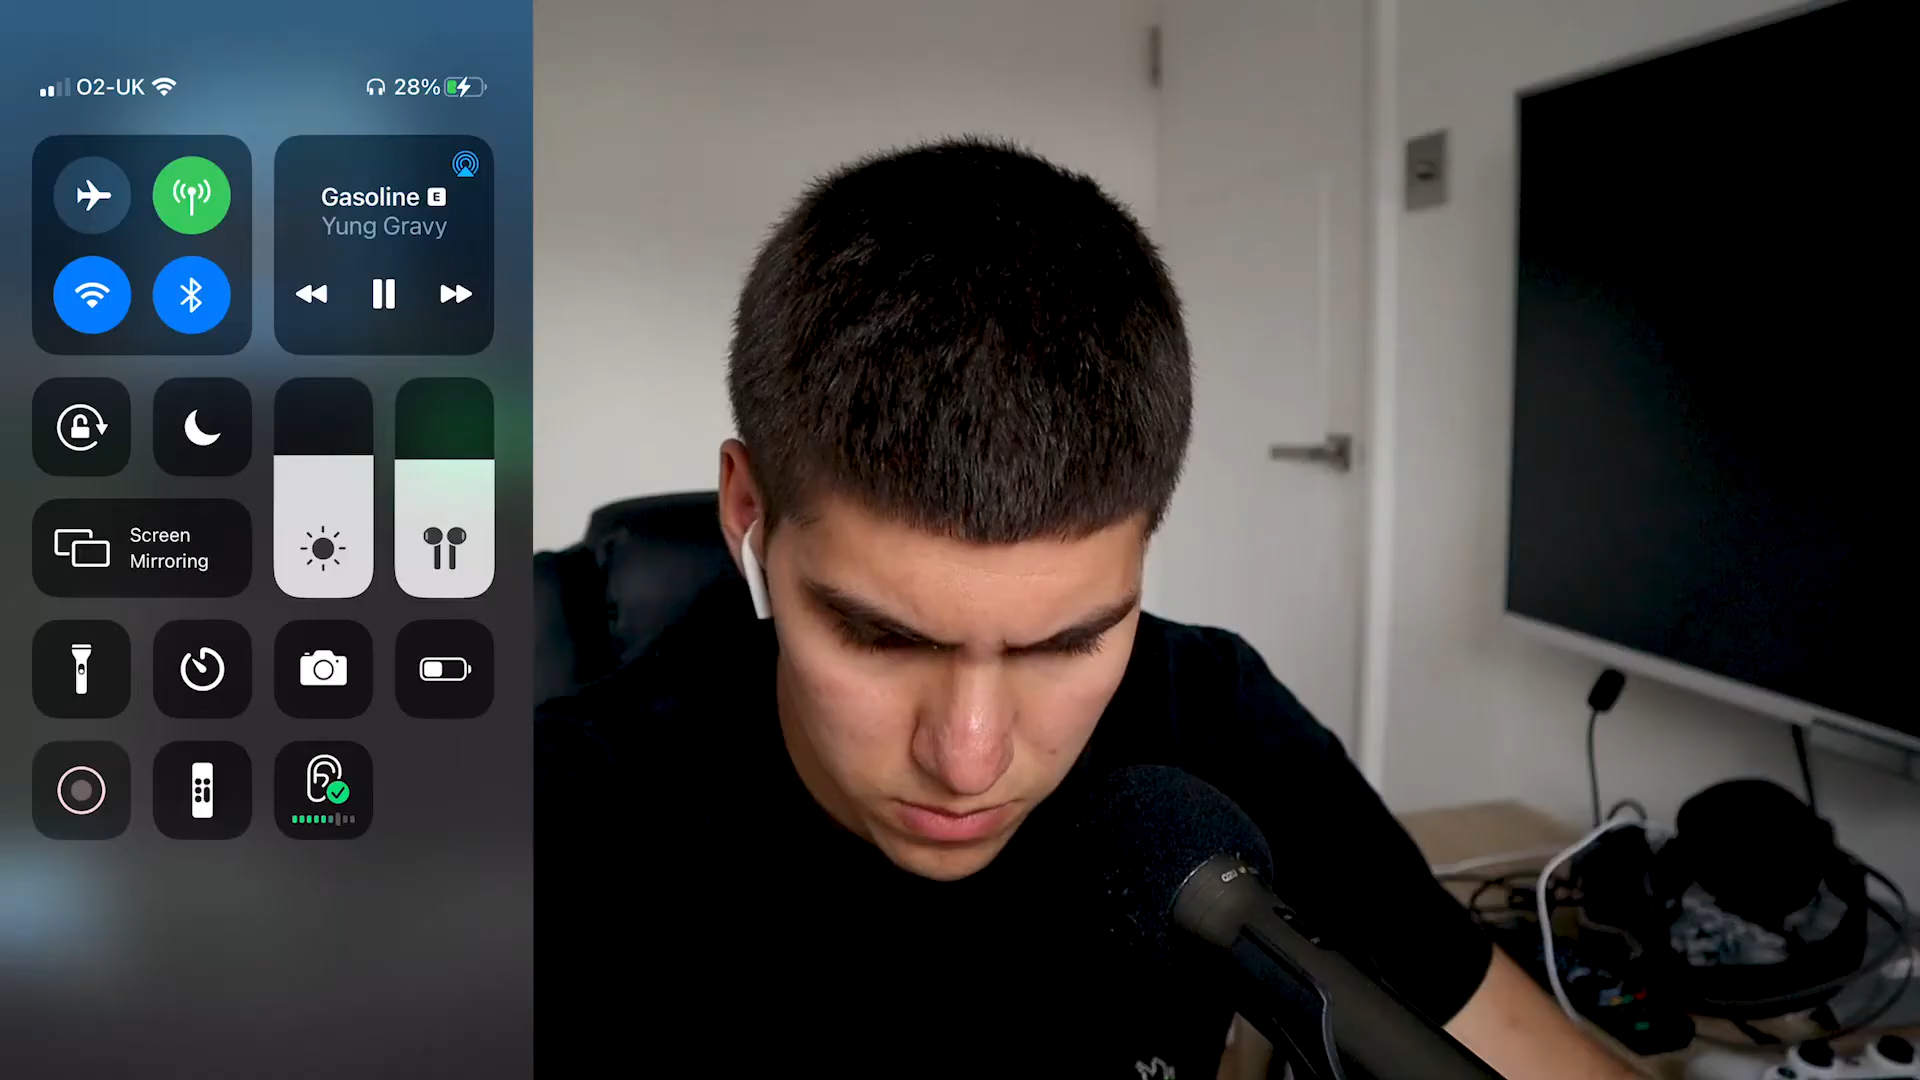 O2-UK
28%
Gasoline E
Yung Gravy
Screen
Mirroring